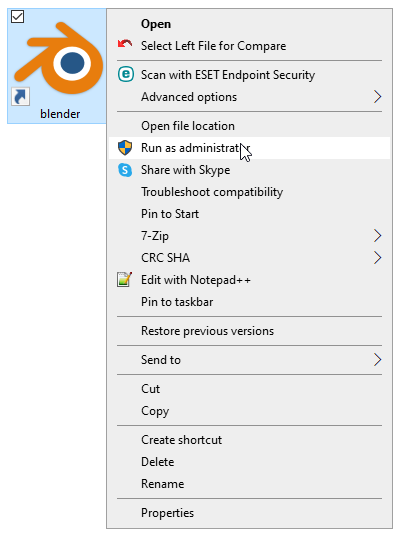 Open
Select Left File for Compare
Scan with ESET Endpoint Security
Advanced options
Open file location
Run as administrator
Share with Skype
Troubleshoot compatibility
Pin to Start
7-Zip
CRC SHA
Edit with Notepad++
Pin to taskbar
Restore previous versions
Send to
Cut
Copy
Create shortcut
Delete
Rename
Properties
blender